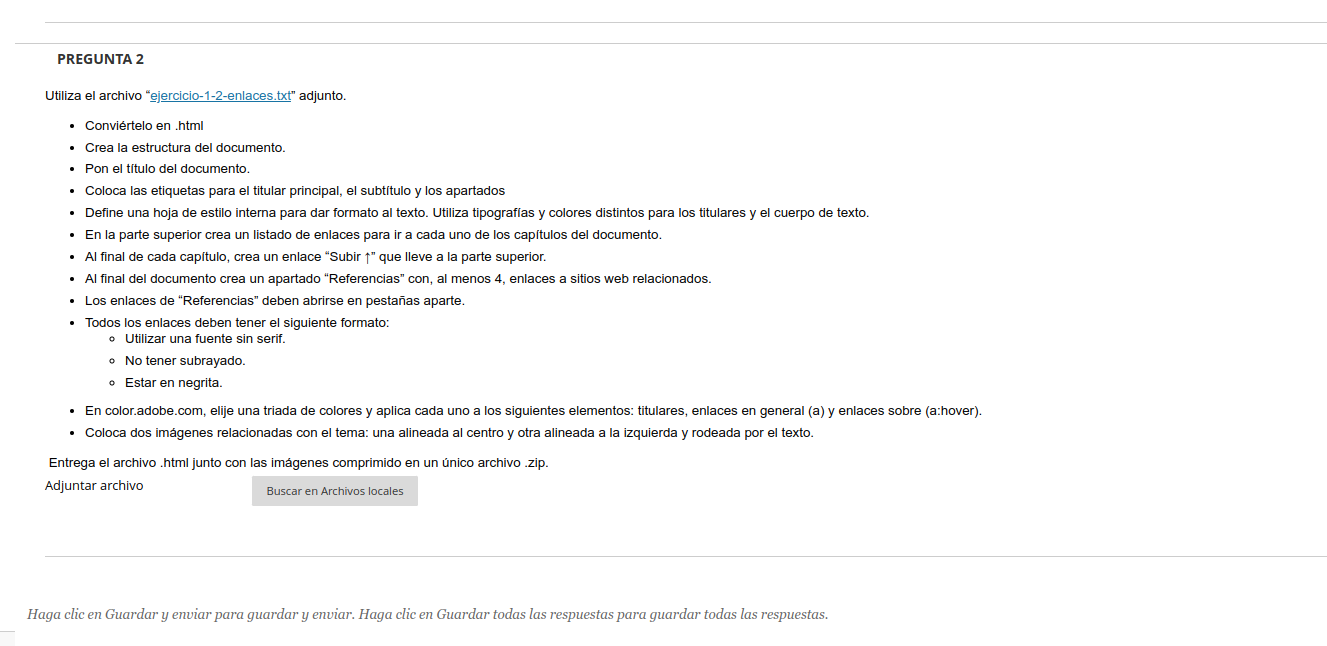 PREGUNTA 2
Utiliza el archivo “ejercicio-1-2-enlaces.txt” adjunto.
• Conviértelo en .html
• Crea la estructura del documento.
• Pon el título del documento.
• Coloca las etiquetas para el titular principal, el subtítulo y los apartados
• Define una hoja de estilo interna para dar formato al texto. Utiliza tipografías y colores distintos para los titulares y el cuerpo de texto.
• En la parte superior crea un listado de enlaces para ir a cada uno de los capítulos del documento.
• Al final de cada capítulo, crea un enlace “Subir ↑” que lleve a la parte superior.
• Al final del documento crea un apartado “Referencias” con, al menos 4, enlaces a sitios web relacionados.
• Los enlaces de “Referencias” deben abrirse en pestañas aparte.
• Todos los enlaces deben tener el siguiente formato:
◦ Utilizar una fuente sin serif.
◦ No tener subrayado.
◦ Estar en negrita.
• En color.adobe.com, elije una triada de colores y aplica cada uno a los siguientes elementos: titulares, enlaces en general (a) y enlaces sobre (a:hover).
• Coloca dos imágenes relacionadas con el tema: una alineada al centro y otra alineada a la izquierda y rodeada por el texto.
Entrega el archivo .html junto con las imágenes comprimido en un único archivo .zip.
Adjuntar archivo Buscar en Archivos locales
Haga clic en Guardar y enviar para guardar y enviar. Haga clic en Guardar todas las respuestas para guardar todas las respuestas.